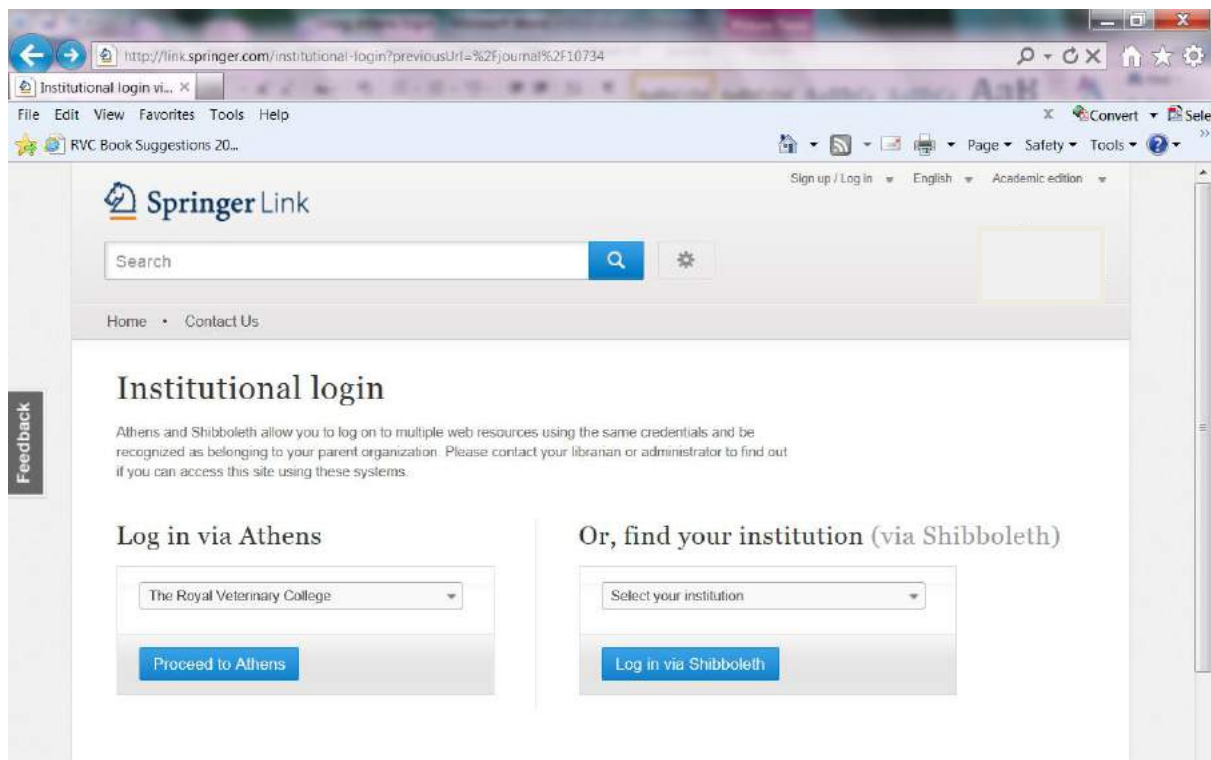 http://link.springer.com/institutional-login?previousUrl=%2Fjournal%2F10734
Institutional login vi...
File Edit View Favorites Tools Help
Convert Sele
RVC Book Suggestions 20...
Page Safety Tools
Sign up / Log in English Academic edition
Springer Link
Search
Home • Contact Us
Institutional login
Athens and Shibboleth allow you to log on to multiple web resources using the same credentials and be
recognized as belonging to your parent organization. Please contact your librarian or administrator to find out
if you can access this site using these systems.
Feedback
Log in via Athens
The Royal Veterinary College
Proceed to Athens
Or, find your institution (via Shibboleth)
Select your institution
Log in via Shibboleth